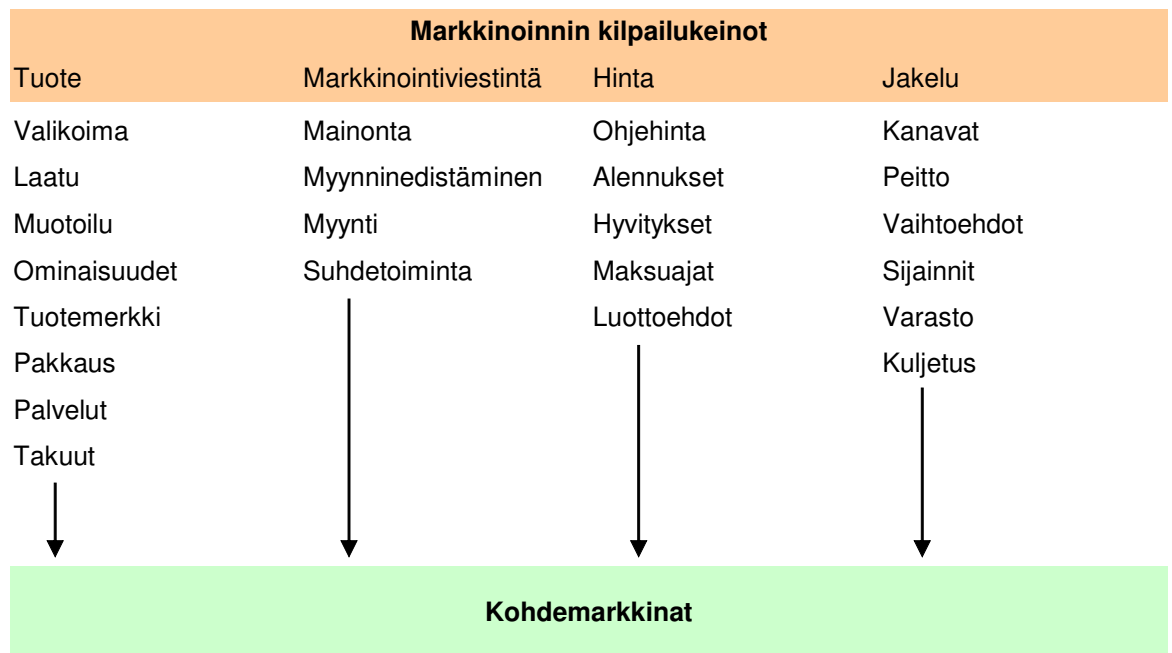 Markkinoinnin kilpailukeinot
Tuote Markkinointiviestintä Hinta Jakelu
Valikoima Mainonta Ohjehinta Kanavat
Laatu Myynninedistäminen Alennukset Peitto
Muotoilu Myynti Hyvitykset Vaihtoehdot
Ominaisuudet Suhdetoiminta Maksuajat Sijainnit
Tuotemerkki Luottoehdot Varasto
Pakkaus Kuljetus
Palvelut
Takuut
Kohdemarkkinat